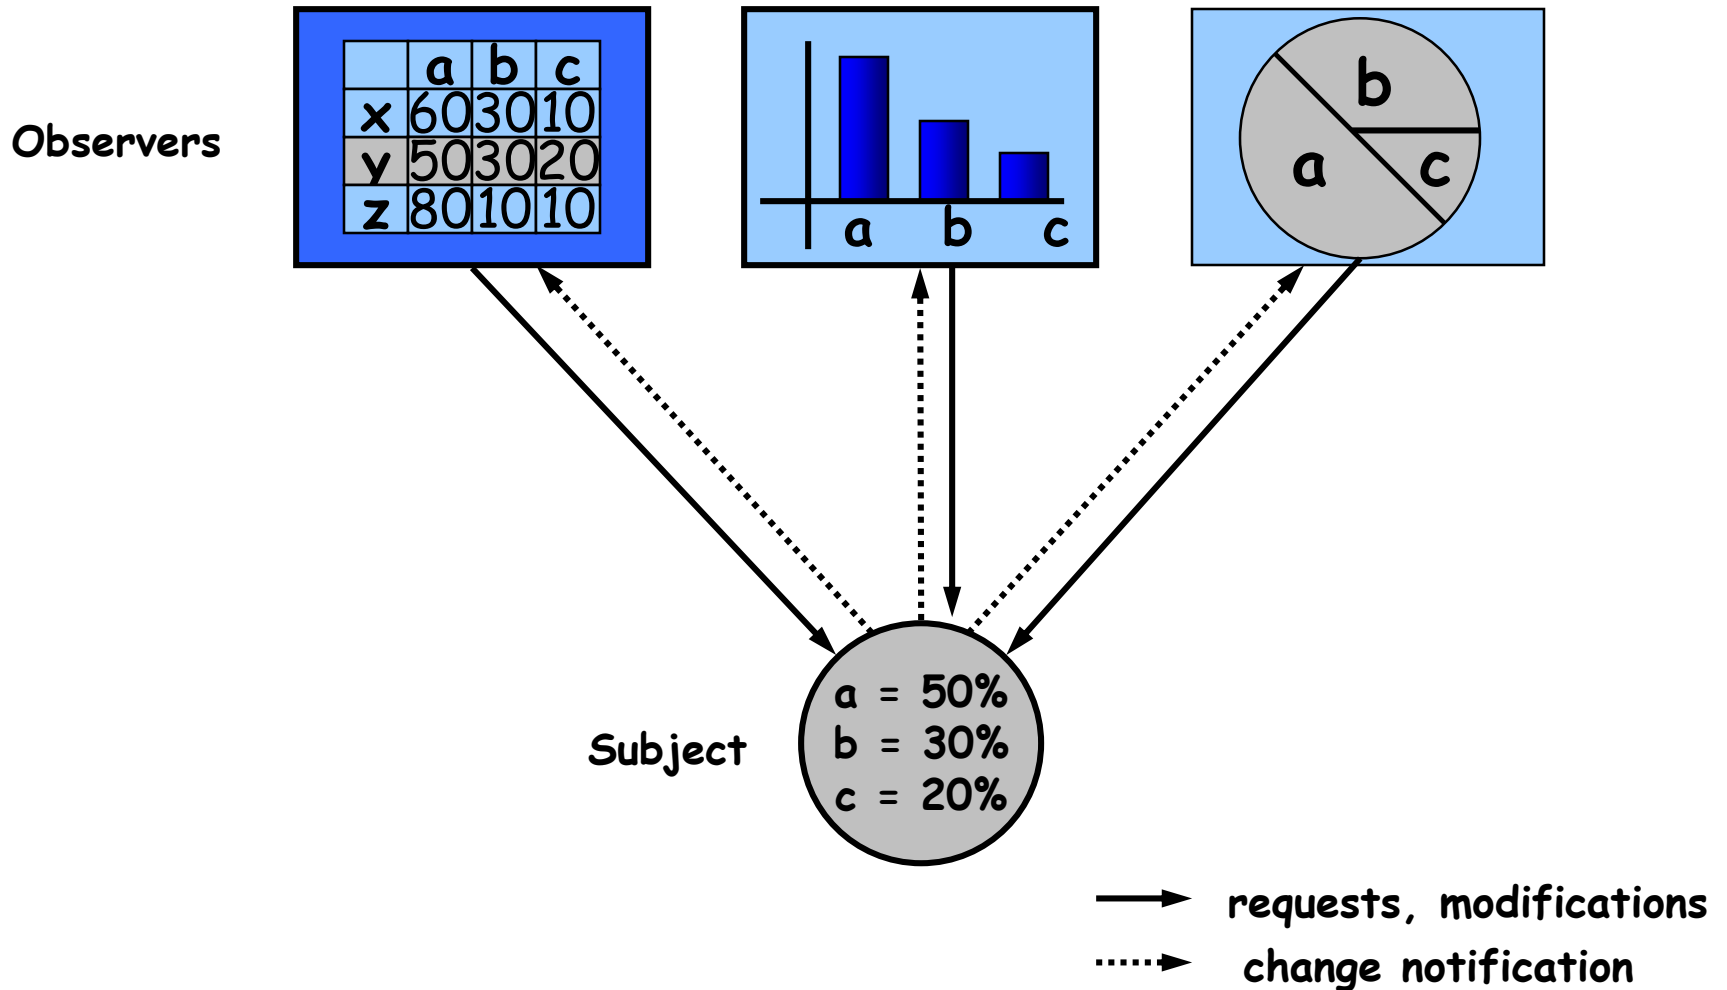 Observers
a b c
x 60 30 10
y 50 30 20
z 80 10 10
a b c
b
a c
Subject
a = 50%
b = 30%
c = 20%
requests, modifications
change notification